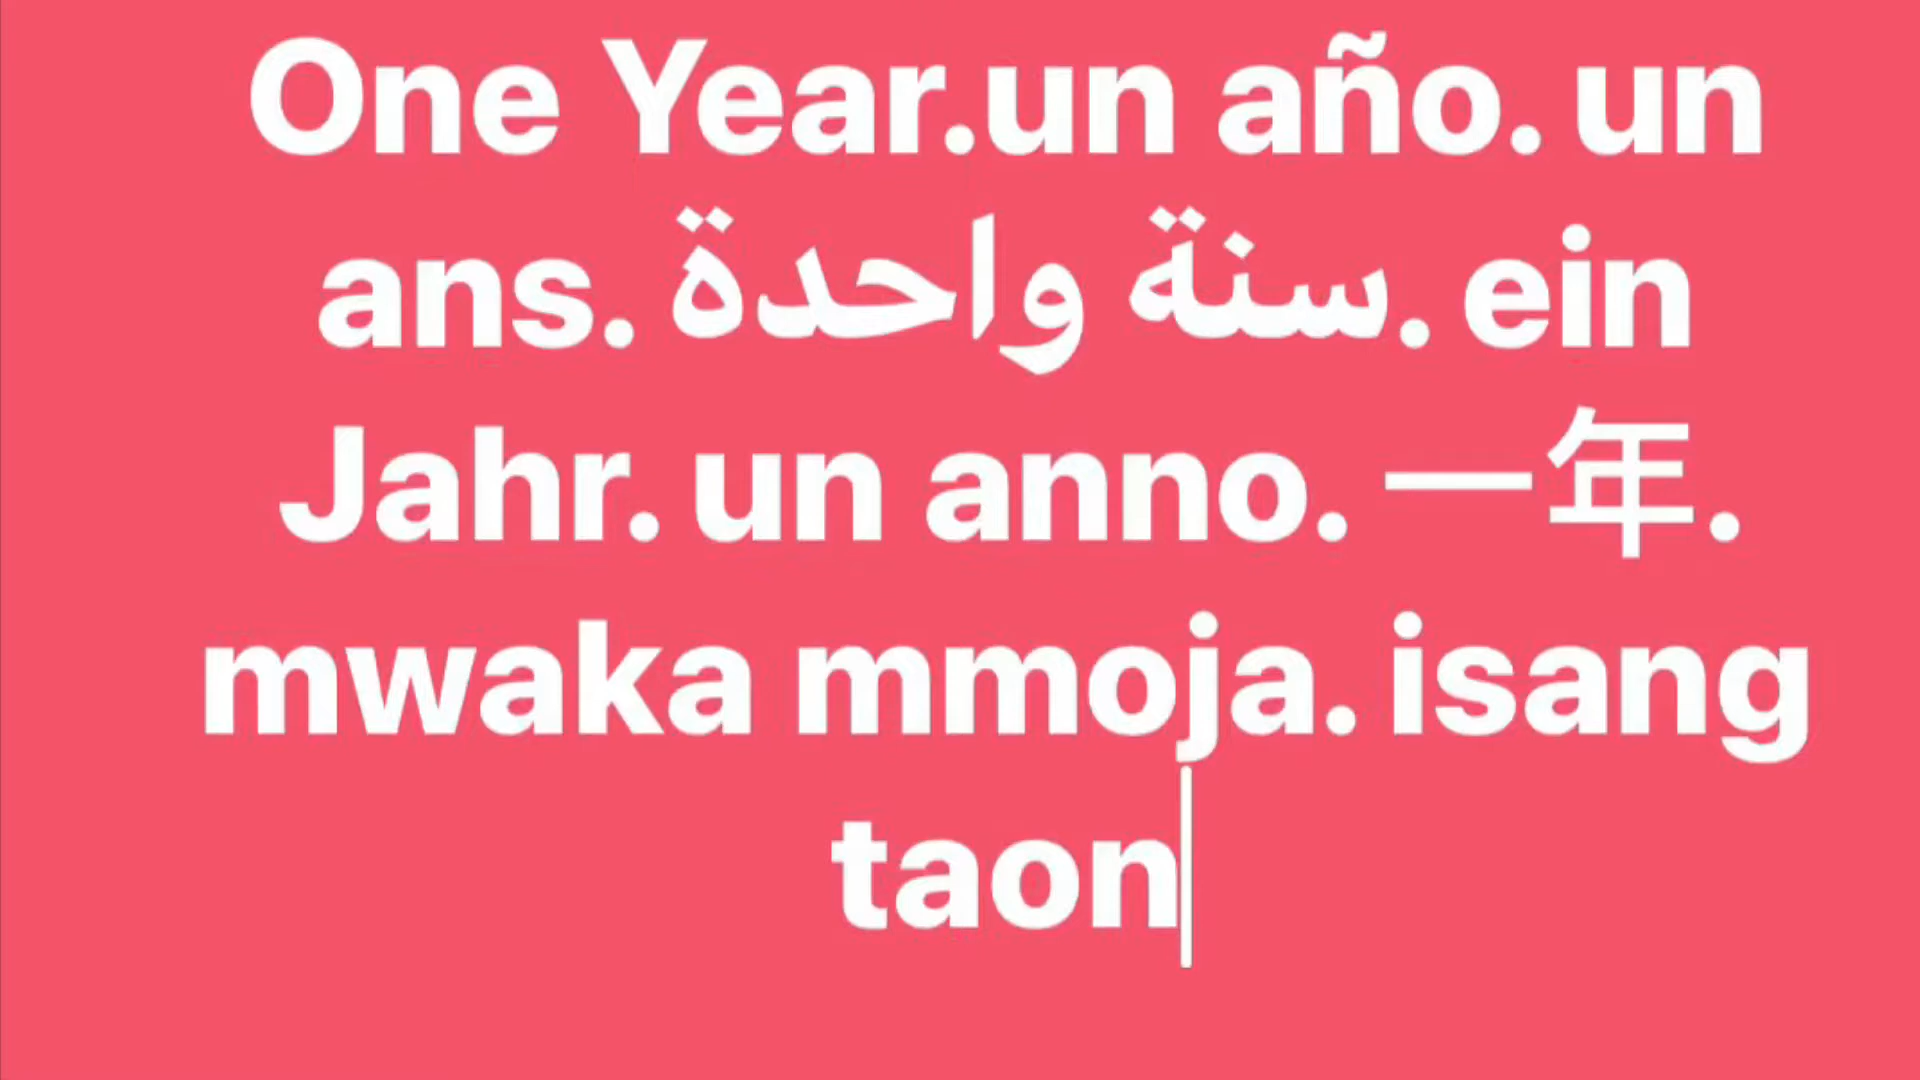 One Year.un año. un
ans. سنة واحدة. ein
Jahr. un anno. 一年.
mwaka mmoja. isang
taon